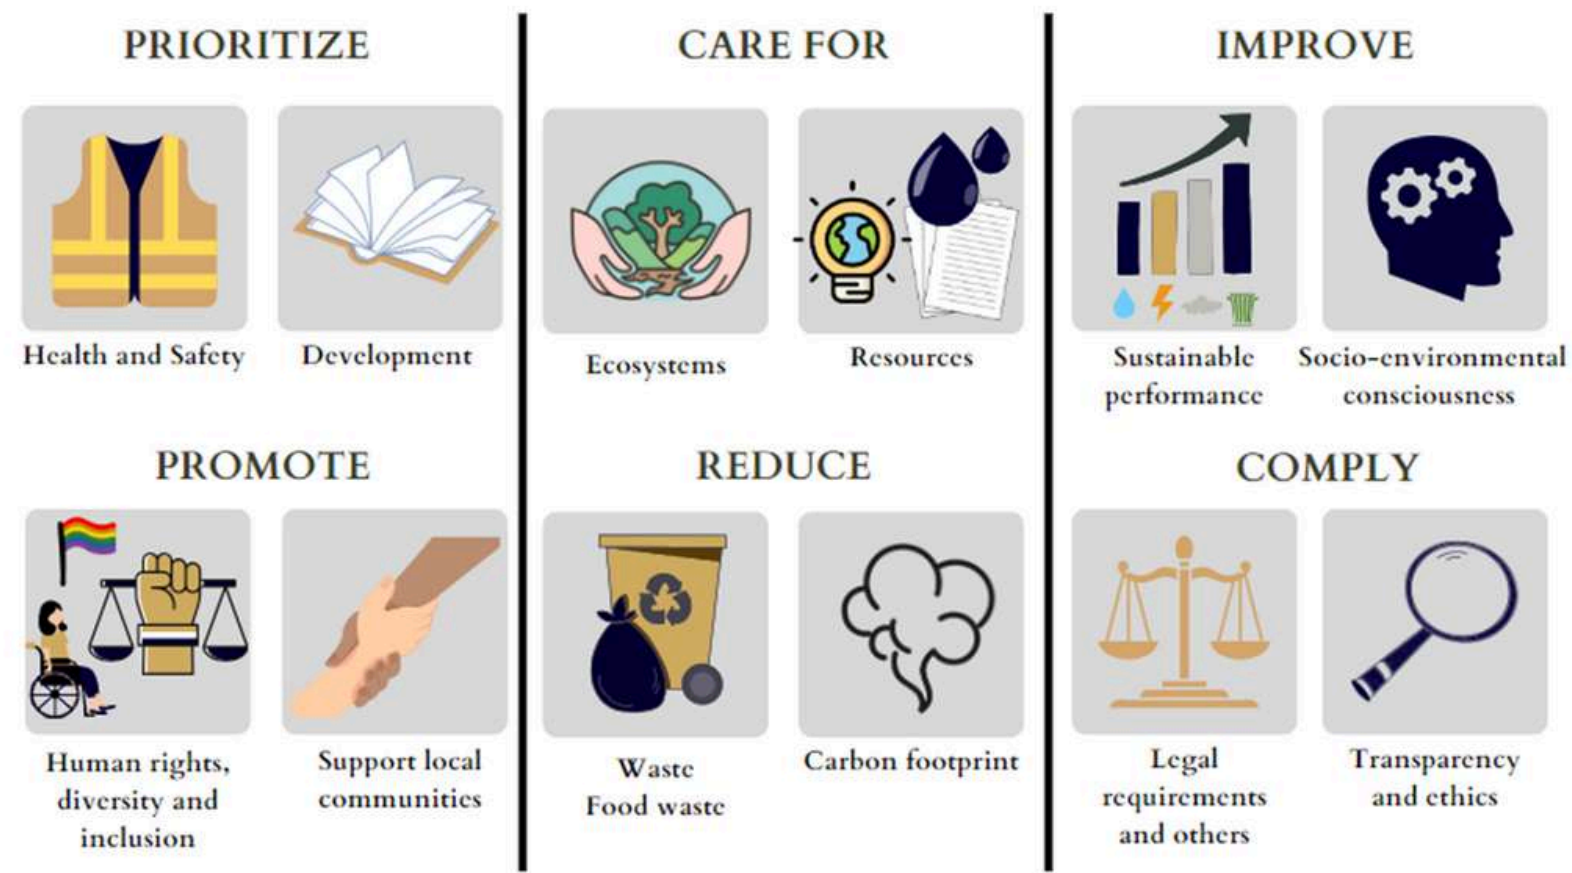 PRIORITIZE
Health and Safety
Development
PROMOTE
Human rights,
diversity and
inclusion
Support local
communities
CARE FOR
Ecosystems
Resources
REDUCE
Waste
Food waste
Carbon footprint
IMPROVE
Sustainable
performance
Socio-environmental
consciousness
COMPLY
Legal
requirements
and others
Transparency
and ethics